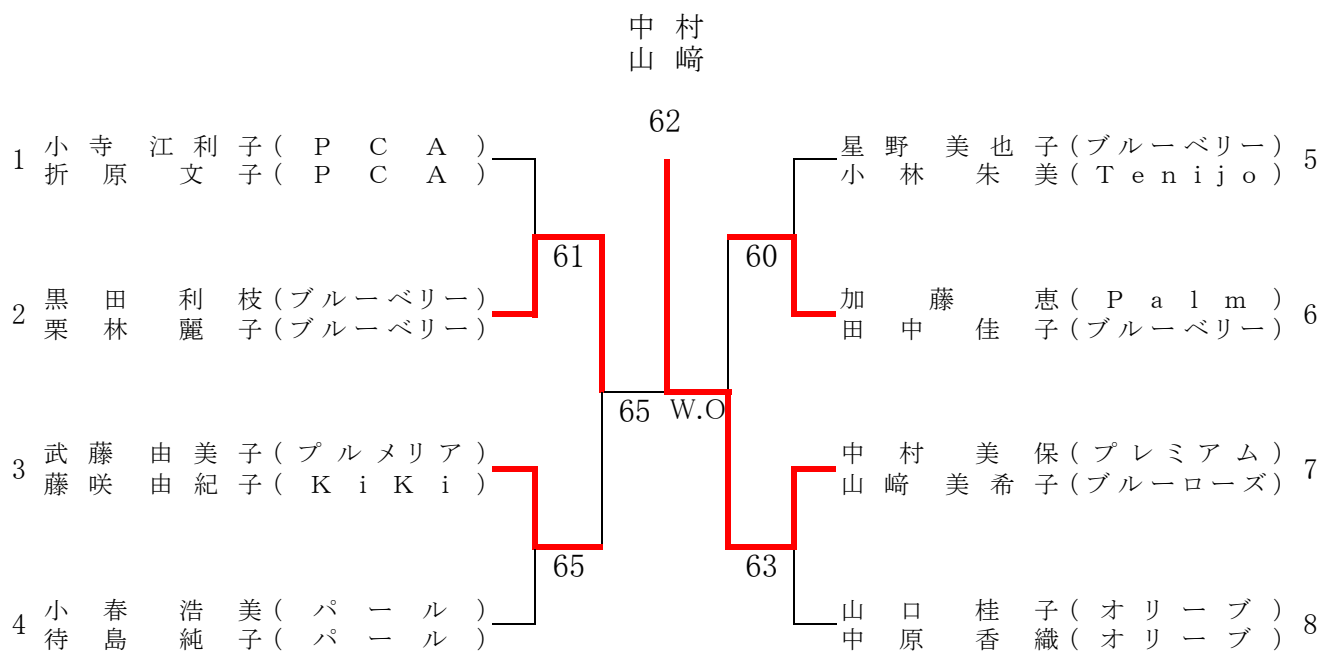 中村
山﨑
62
1 小寺江利子(PCA)
折原文子(PCA)
61
2 黒田利枝(ブルーベリー)
栗林麗子(ブルーベリー)
65 W.O
3 武藤由美子(プルメリア)
藤咲由紀子(KiKi)
65
4 小春浩美(パール)
待島純子(パール)
星野美也子(ブルーベリー) 5
小林朱美(Tenijo)
60
加藤恵(Palm) 6
田中佳子(ブルーベリー)
中村美保(プレミアム) 7
山﨑美希子(ブルーローズ)
63
山口桂子(オリーブ) 8
中原香織(オリーブ)